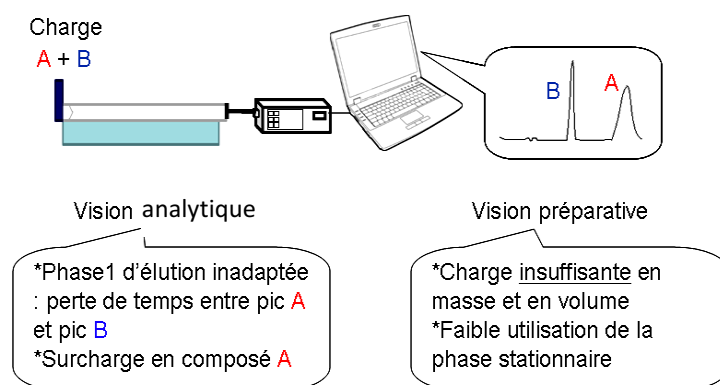 Charge
A + B
B
A
Vision analytique
Vision préparative
*Phase1 d'élution inadaptée
: perte de temps entre pic A
et pic B
*Surcharge en composé A
*Charge insuffisante en
masse et en volume
*Faible utilisation de la
phase stationnaire